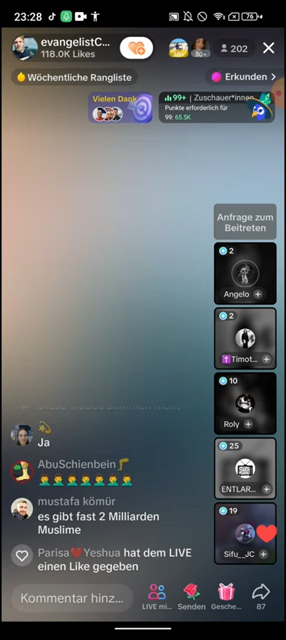 23:28
76
evangelistC...
118.0K Likes
30+
202
Wöchentliche Rangliste
Erkunden >
Vielen Dank
99+ | Zuschauer*innen
Punkte erforderlich für
99: 65.5K
Anfrage zum
Beitreten
2
Angelo +
2
Timot... +
10
Roly +
25
ENTLAR... +
19
Sifu__JC +
Ja
AbuSchienbein
mustafa kömür
es gibt fast 2 Milliarden
Muslime
Parisa❤️Yeshua hat dem LIVE
einen Like gegeben
Kommentar hinz...
LIVE mi...
Senden
Gesche...
87